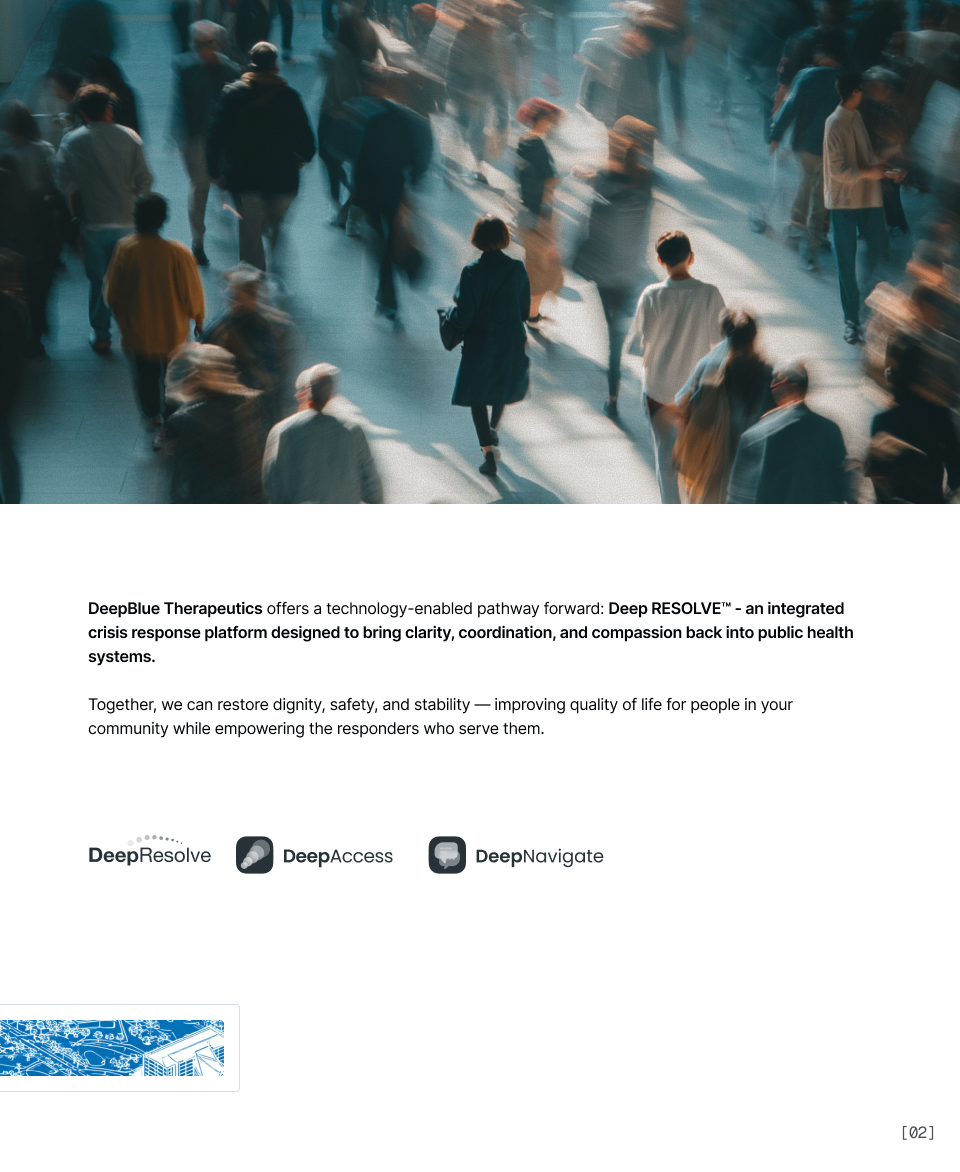 DeepBlue Therapeutics offers a technology-enabled pathway forward: Deep RESOLVE™ - an integrated
crisis response platform designed to bring clarity, coordination, and compassion back into public health
systems.
Together, we can restore dignity, safety, and stability — improving quality of life for people in your
community while empowering the responders who serve them.
DeepResolve DeepAccess DeepNavigate
[02]